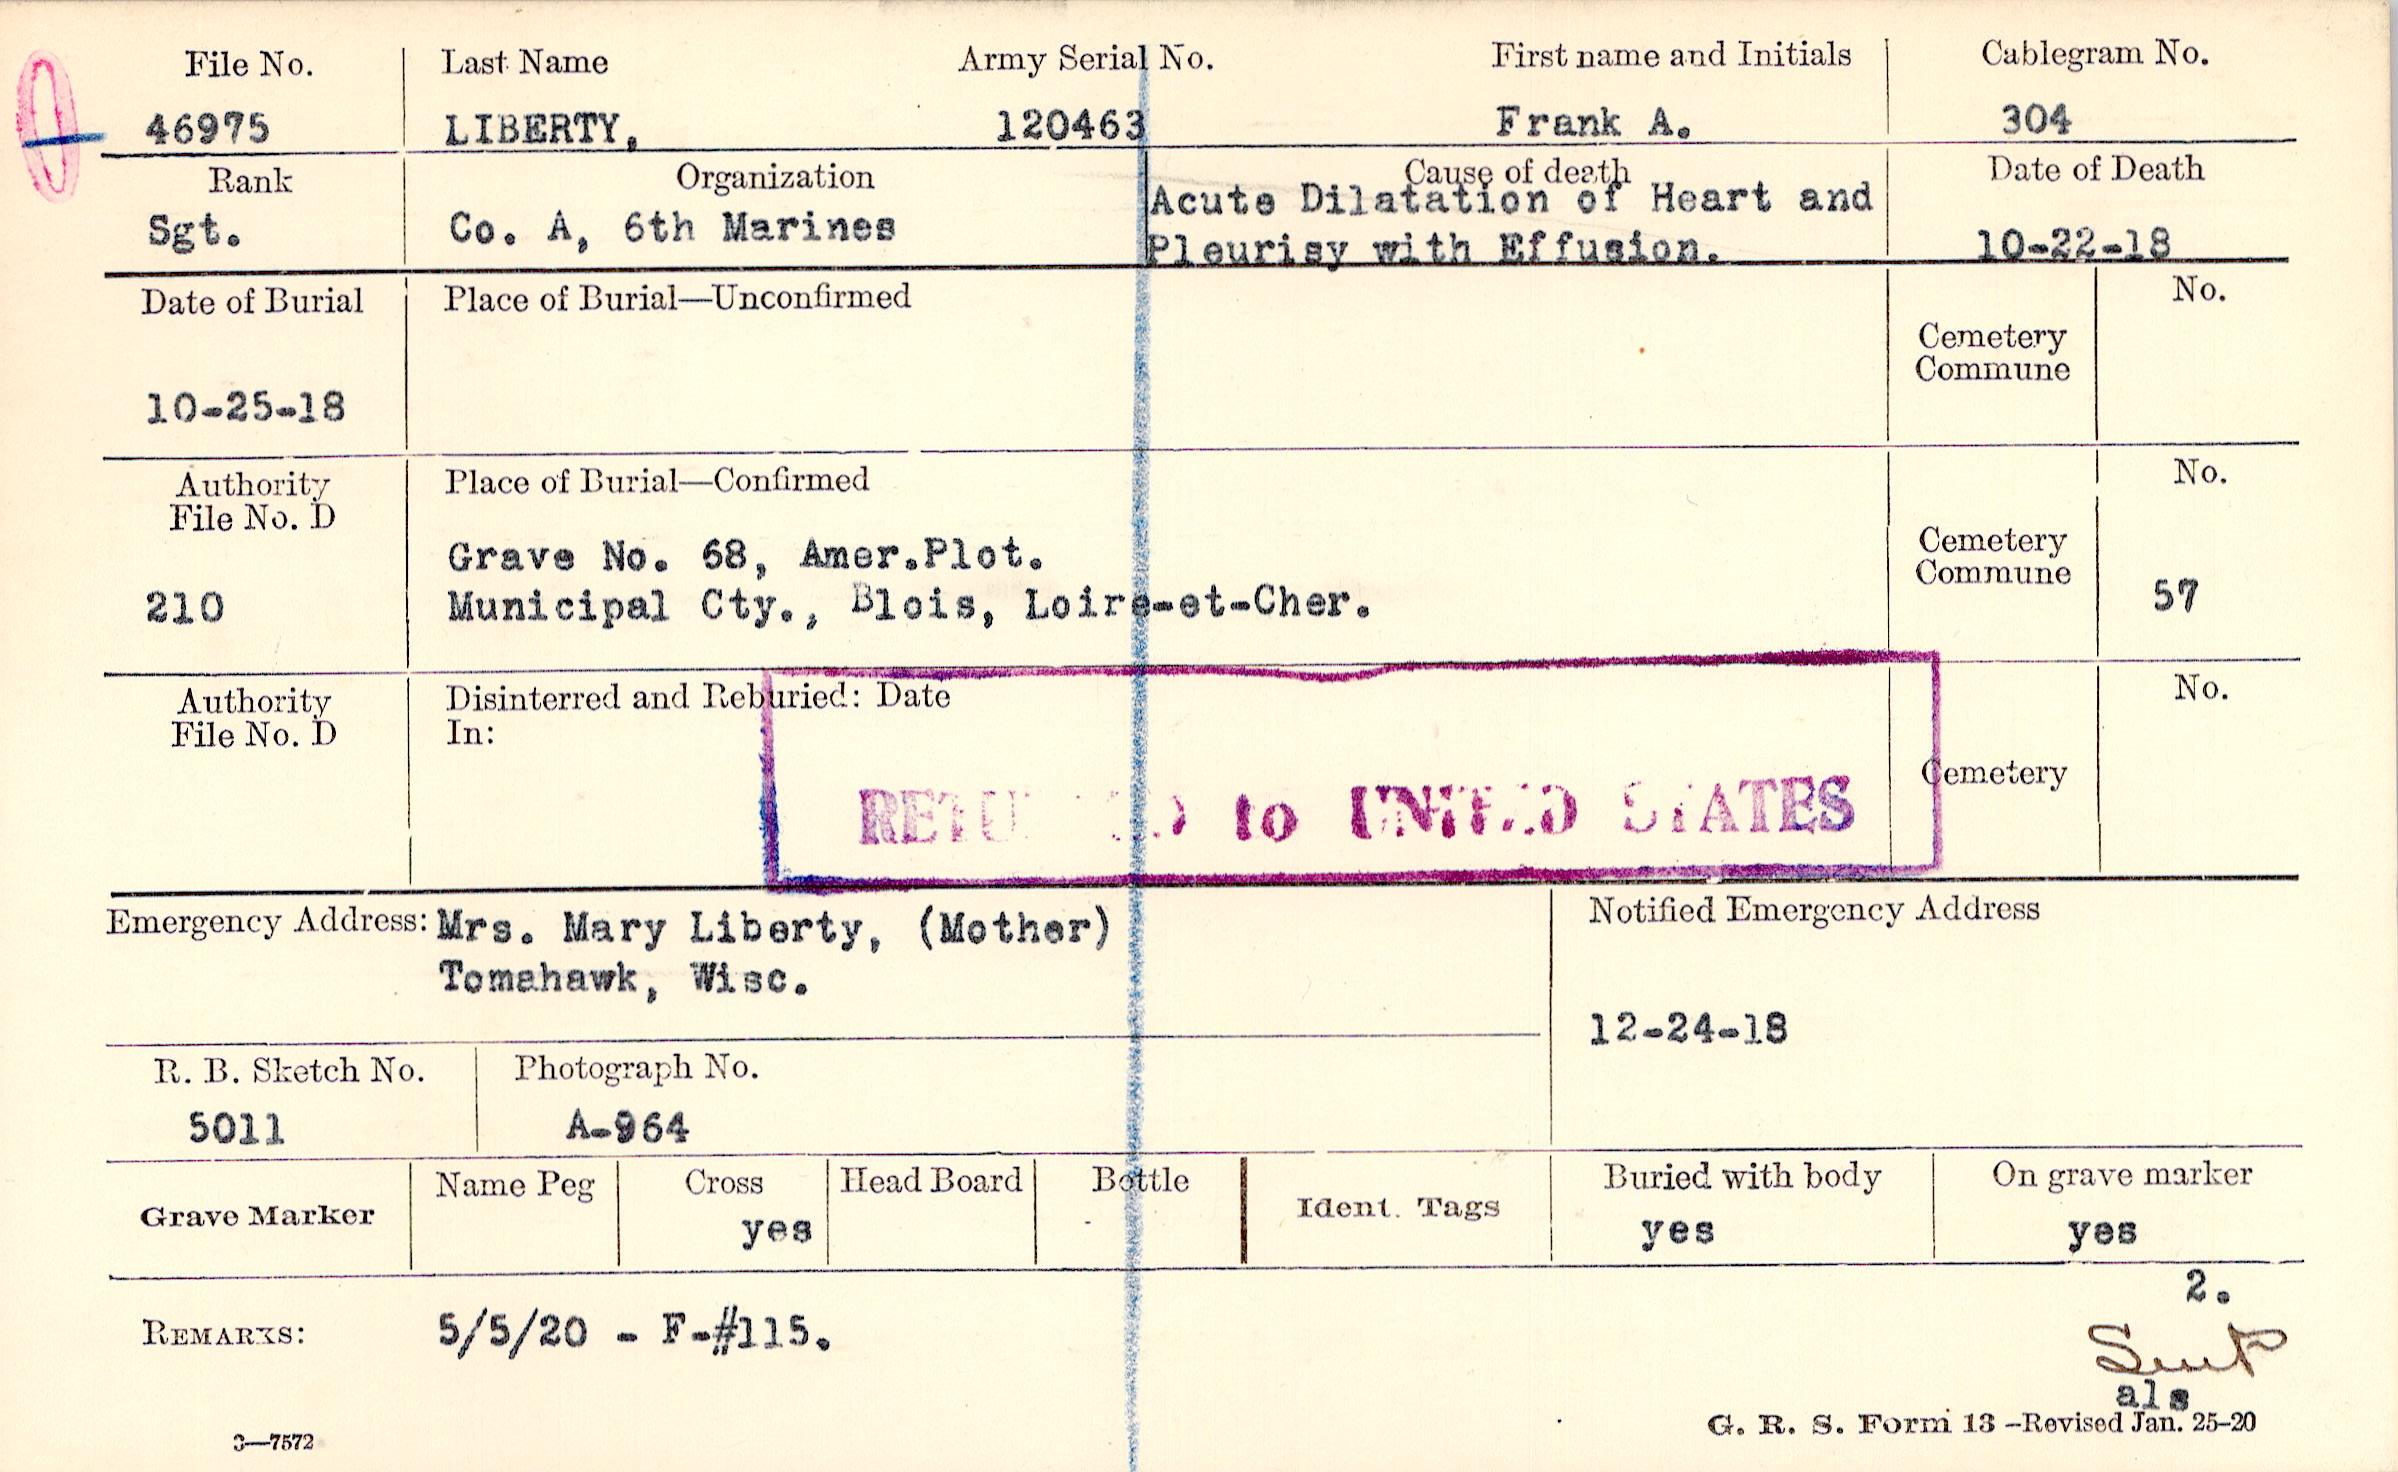 File No. Last Name Army Serial No. First name and Initials Cablegram No.
46975 LIBERTY, 120463 Frank A. 304
Rank Organization Cause of death Date of Death
Sgt. Co. A, 6th Marines Acute Dilatation of Heart and
Pleurisy with Effusion. 10-22-18
Date of Burial Place of Burial—Unconfirmed No.
Cemetery
Commune
10-25-18
Authority Place of Burial—Confirmed No.
File No. D
Grave No. 68, Amer.Plot. Cemetery
Commune
210 Municipal Cty., Blois, Loire-et-Cher. 57
Authority Disinterred and Reburied: Date No.
File No. D In:
Cemetery
RETURNED to UNITED STATES
Emergency Address: Mrs. Mary Liberty, (Mother) Notified Emergency Address
Tomahawk, Wisc.
12-24-18
R. B. Sketch No. Photograph No.
5011 A-964
Grave Marker Name Peg Cross Head Board Bottle Ident. Tags Buried with body On grave marker
yes yes yes
2.
REMARKS: 5/5/20 - F-#115.
als
3—7572 G. R. S. Form 13 —Revised Jan. 25-20